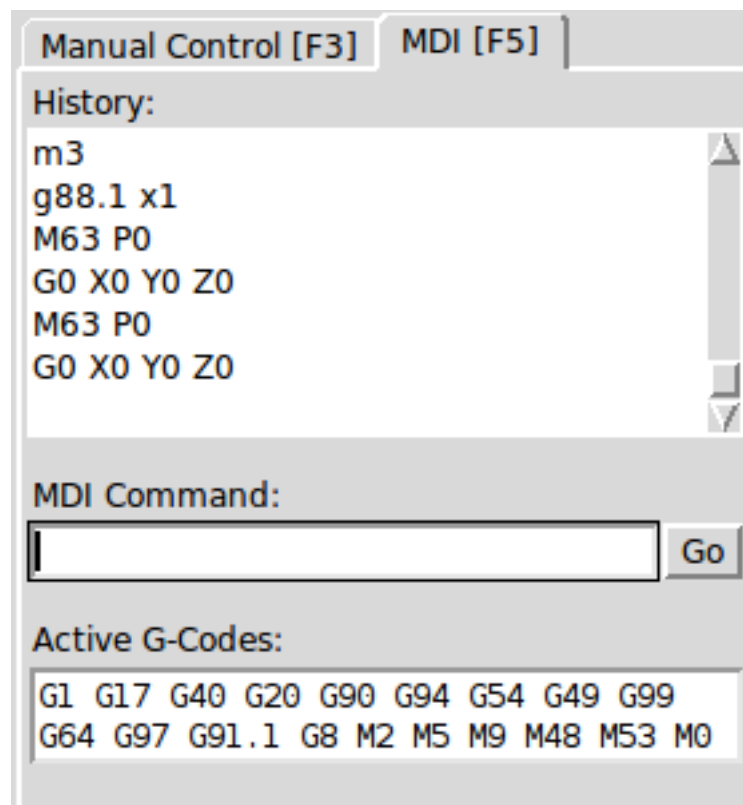 Manual Control [F3] MDI [F5]
History:
m3
g88.1 x1
M63 P0
G0 X0 Y0 Z0
M63 P0
G0 X0 Y0 Z0
MDI Command:
Go
Active G-Codes:
G1 G17 G40 G20 G90 G94 G54 G49 G99
G64 G97 G91.1 G8 M2 M5 M9 M48 M53 M0